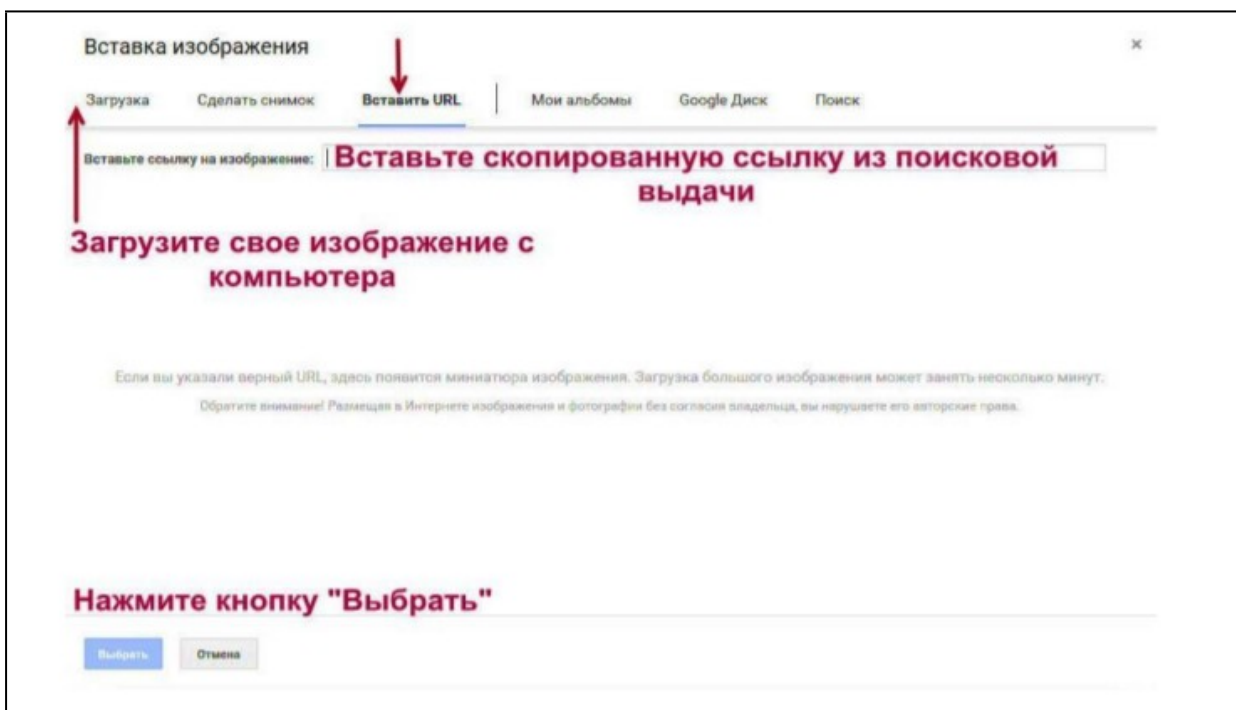 Вставка изображения ×
Загрузка Сделать снимок Вставить URL Мои альбомы Google Диск Поиск
Вставьте ссылку на изображение: Вставьте скопированную ссылку из поисковой
выдачи
Загрузите свое изображение с
компьютера
Если вы указали верный URL, здесь появится миниатюра изображения. Загрузка большого изображения может занять несколько минут.
Обратите внимание! Размещая в Интернете изображения и фотографии без согласия владельца, вы нарушаете его авторские права.
Нажмите кнопку "Выбрать"
Выбрать Отмена